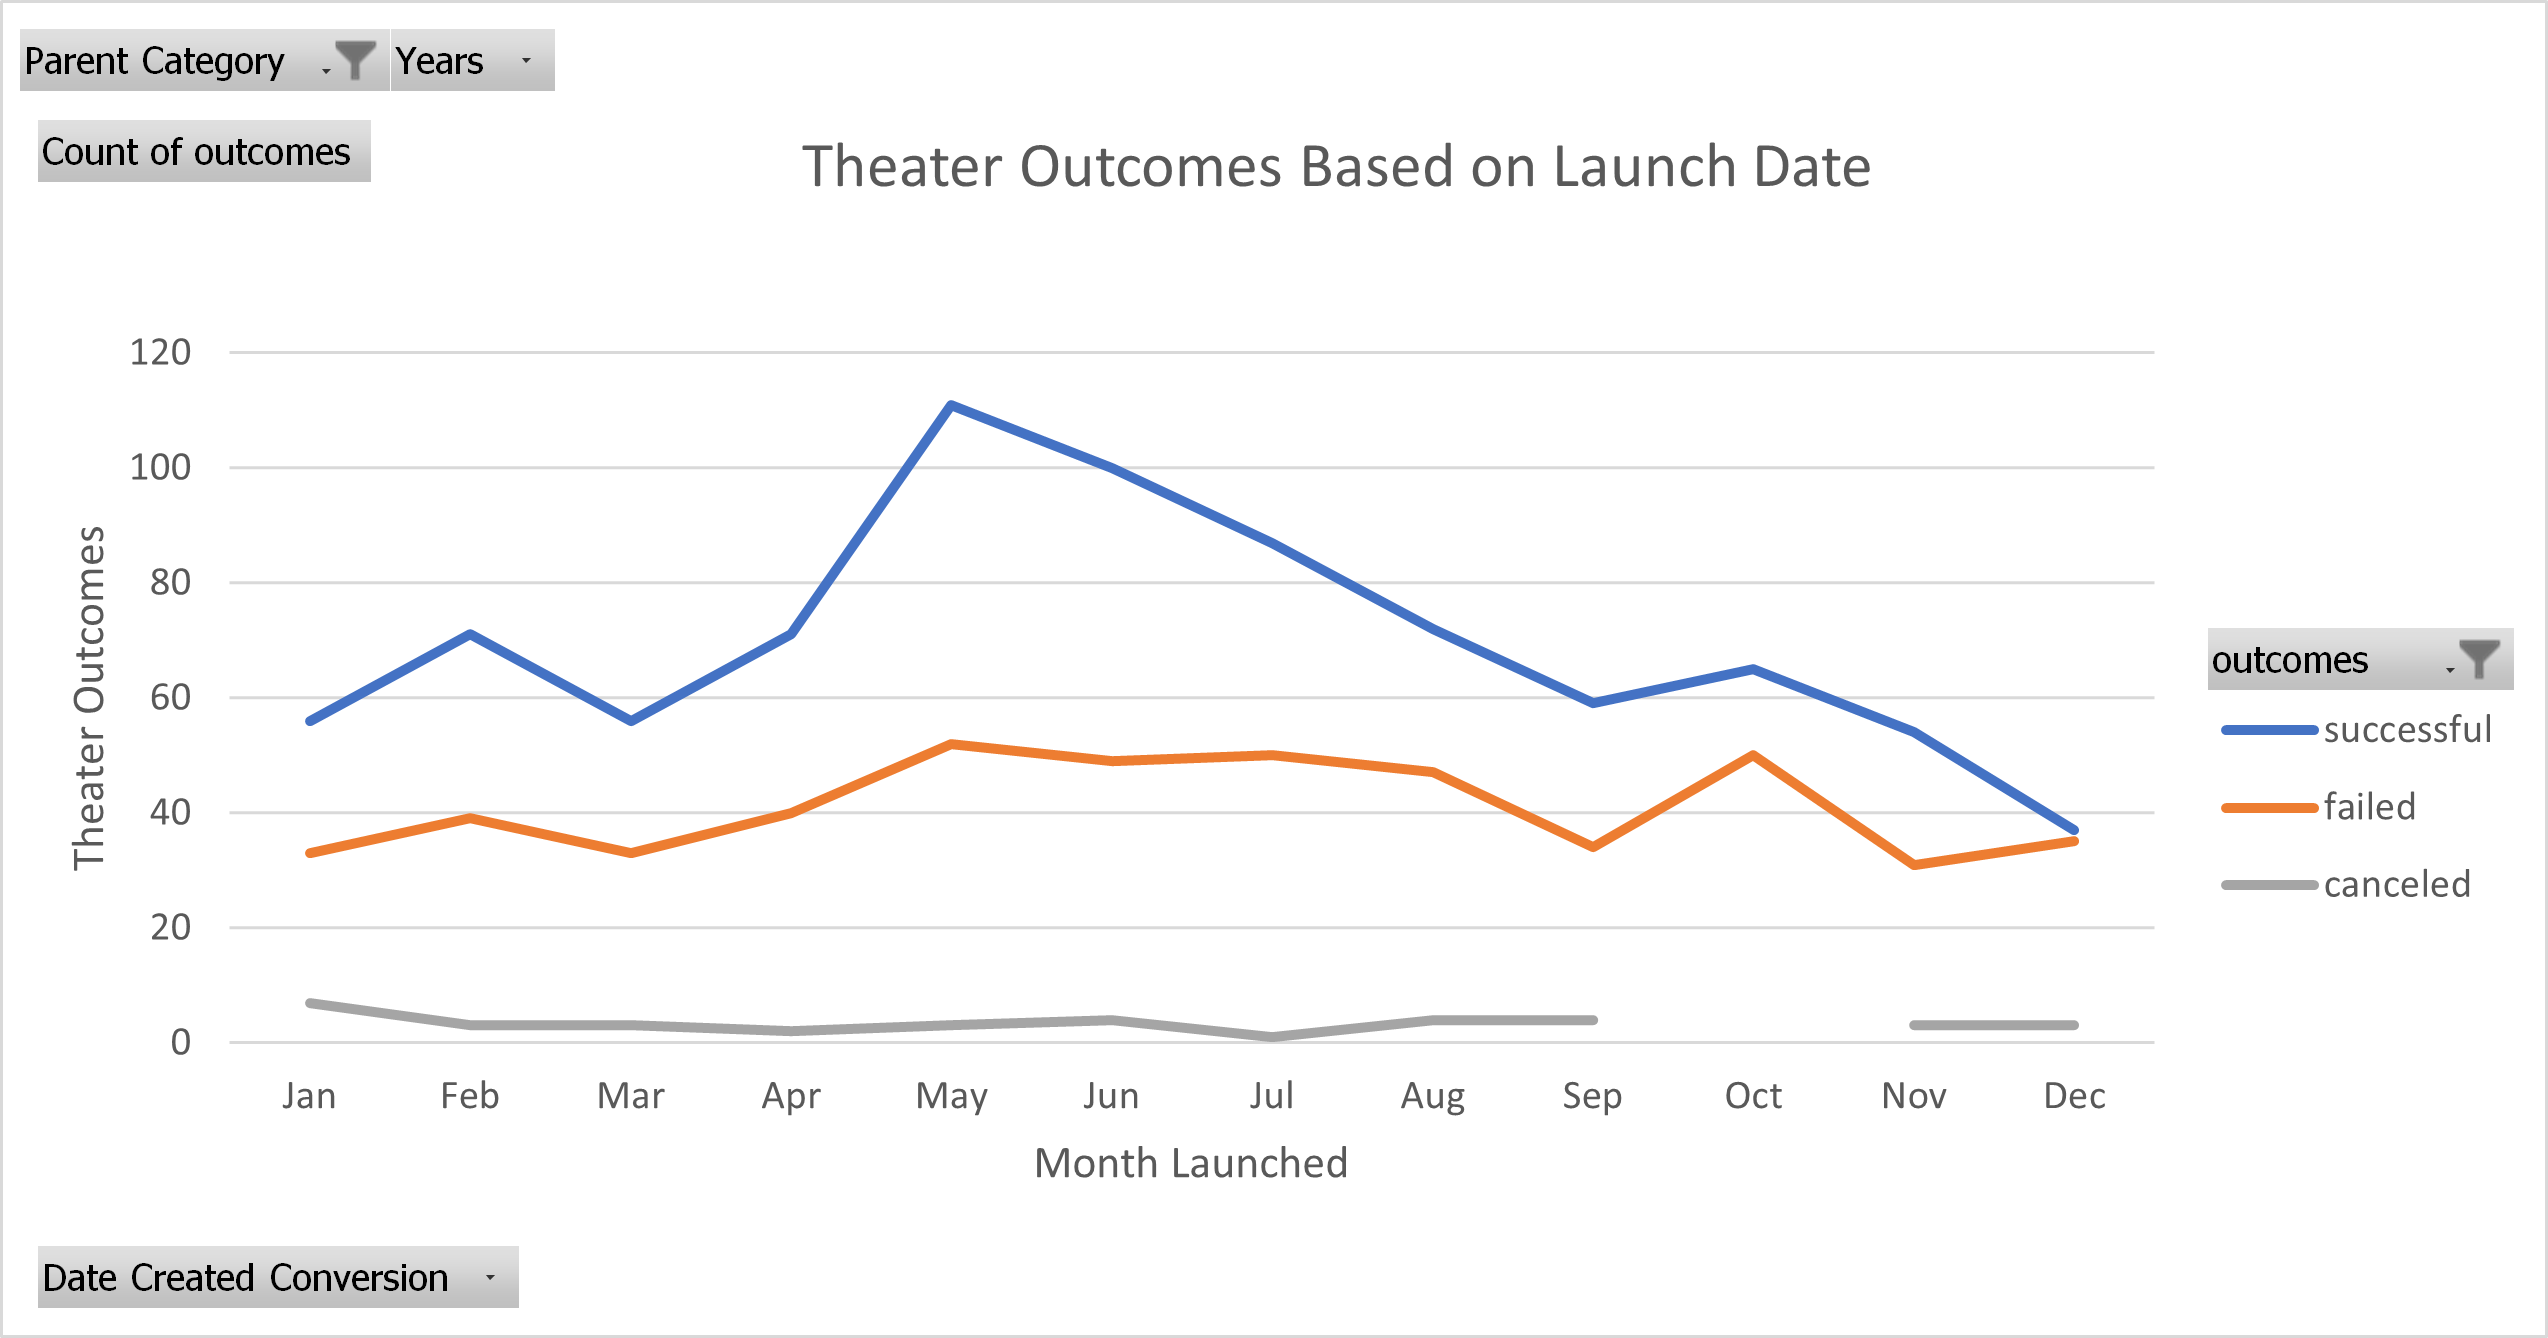 Parent Category Years
Count of outcomes
Theater Outcomes Based on Launch Date
120
100
80
60
40
20
0
Theater Outcomes
Jan Feb Mar Apr May Jun Jul Aug Sep Oct Nov Dec
Month Launched
outcomes
successful
failed
canceled
Date Created Conversion